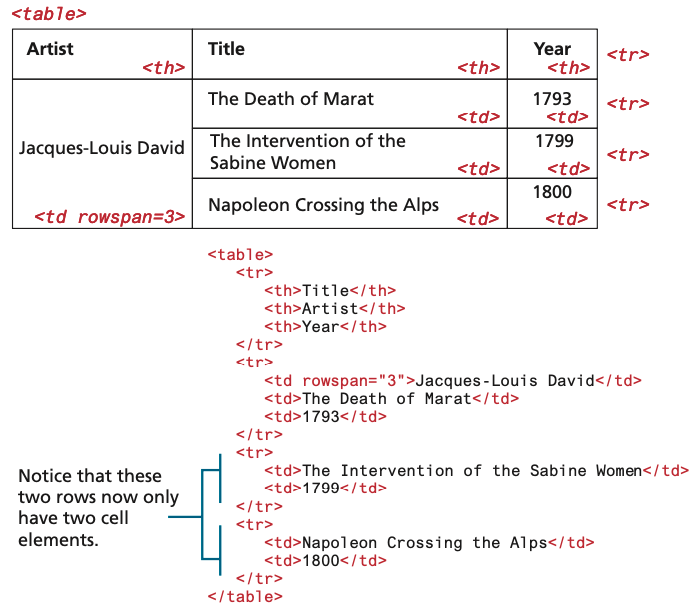 <table>
Artist Title Year
<th> <th> <th> <tr>
The Death of Marat 1793
<td> <td> <tr>
Jacques-Louis David
The Intervention of the 1799
Sabine Women
<td> <td> <tr>
Napoleon Crossing the Alps 1800
<td rowspan=3> <td> <td> <tr>
<table>
<tr>
<th>Title</th>
<th>Artist</th>
<th>Year</th>
</tr>
<tr>
<td rowspan="3">Jacques-Louis David</td>
<td>The Death of Marat</td>
<td>1793</td>
</tr>
<tr>
<td>The Intervention of the Sabine Women</td>
<td>1799</td>
</tr>
<tr>
<td>Napoleon Crossing the Alps</td>
<td>1800</td>
</tr>
</table>
Notice that these
two rows now only
have two cell
elements.